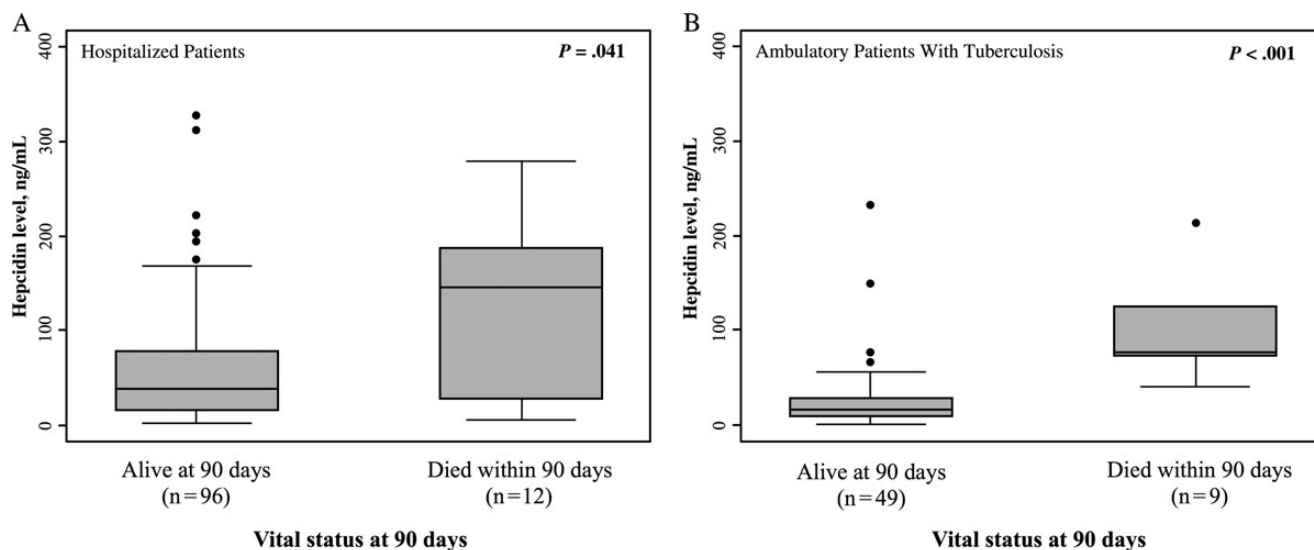 A
Hospitalized Patients
P = .041
Hepcidin level, ng/mL
400
300
200
100
0
Alive at 90 days
(n=96)
Died within 90 days
(n=12)
Vital status at 90 days
B
Ambulatory Patients With Tuberculosis
P < .001
Hepcidin level, ng/mL
400
300
200
100
0
Alive at 90 days
(n=49)
Died within 90 days
(n=9)
Vital status at 90 days